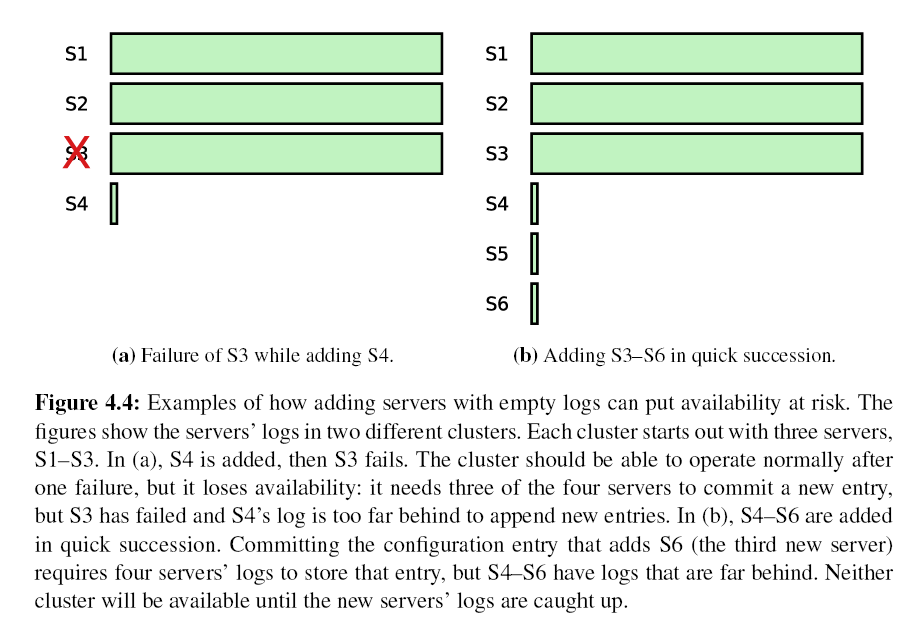 S1
S2
S3
S4
S1
S2
S3
S4
S5
S6
(a) Failure of S3 while adding S4.
(b) Adding S3–S6 in quick succession.
Figure 4.4: Examples of how adding servers with empty logs can put availability at risk. The
figures show the servers' logs in two different clusters. Each cluster starts out with three servers,
S1–S3. In (a), S4 is added, then S3 fails. The cluster should be able to operate normally after
one failure, but it loses availability: it needs three of the four servers to commit a new entry,
but S3 has failed and S4's log is too far behind to append new entries. In (b), S4–S6 are added
in quick succession. Committing the configuration entry that adds S6 (the third new server)
requires four servers' logs to store that entry, but S4–S6 have logs that are far behind. Neither
cluster will be available until the new servers' logs are caught up.